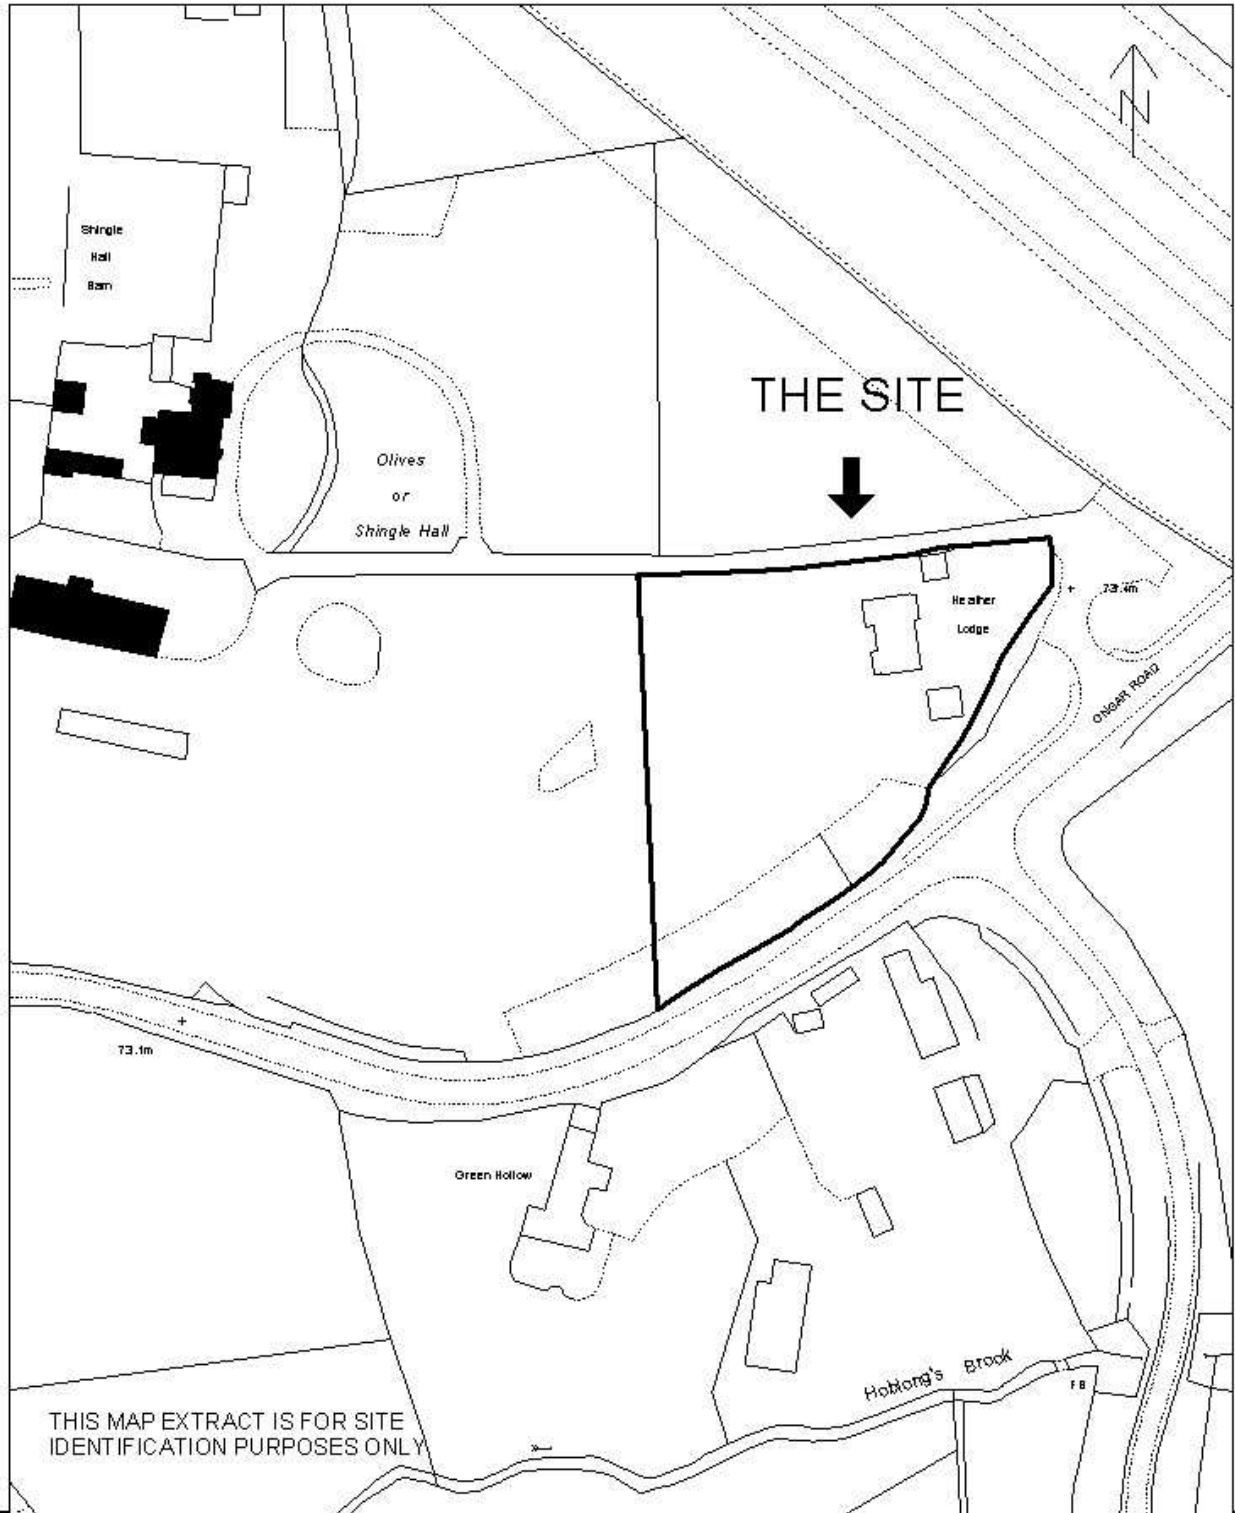 N
Shingle
Hall
Barn
THE SITE
Olives
or
Shingle Hall
Heather
Lodge
73.4m
ONGAR ROAD
73.1m
Green Hollow
Hoblong's Brook
FB
THIS MAP EXTRACT IS FOR SITE
IDENTIFICATION PURPOSES ONLY